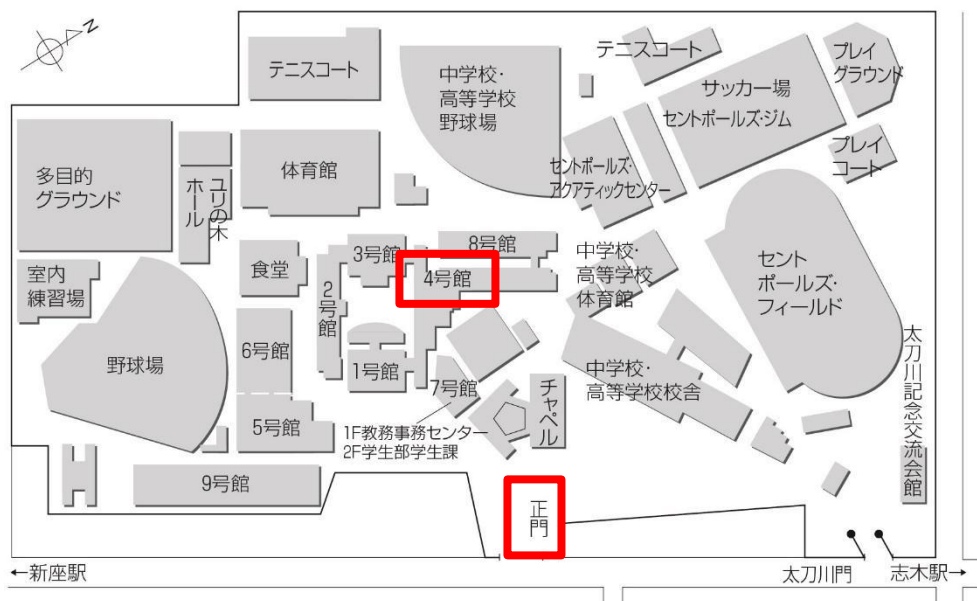 N
テニスコート
中学校・
高等学校
野球場
テニスコート
サッカー場
セントポールズ・ジム
プレイ
グラウンド
プレイ
コート
セントポールズ・
アクアティックセンター
多目的
グラウンド
ユリの木
ホール
体育館
室内
練習場
食堂
2号館
3号館
8号館
4号館
中学校・
高等学校
体育館
セント
ポールズ・
フィールド
野球場
6号館
1号館
7号館
チャペル
中学校・
高等学校校舎
太刀川記念交流会館
5号館
1F教務事務センター
2F学生部学生課
9号館
正門
←新座駅
太刀川門
志木駅→